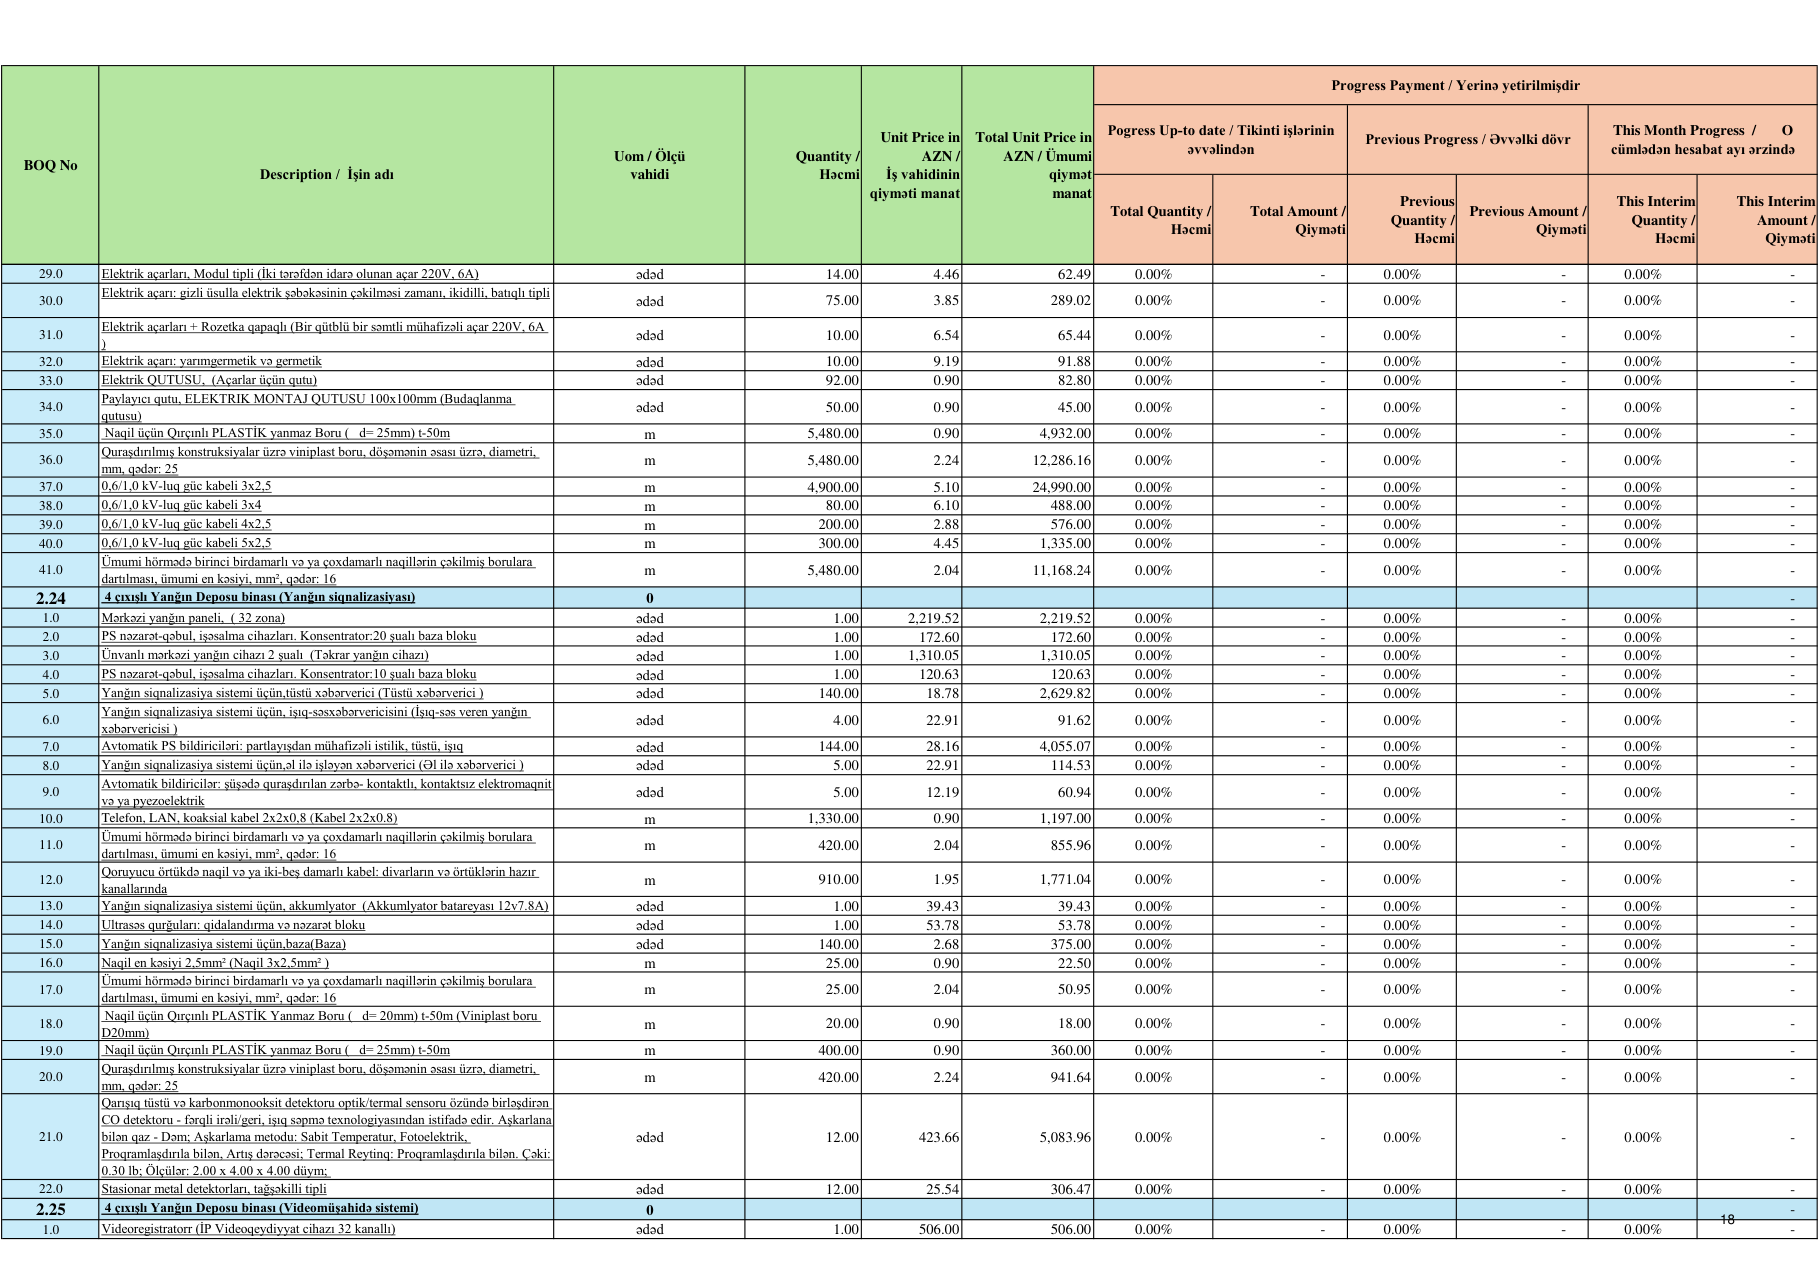 Progress Payment / Yerinə yetirilmişdir
BOQ No
Description / İşin adı
Uom / Ölçü
vahidi
Quantity /
Həcmi
Unit Price in
AZN /
İş vahidinin
qiyməti manat
Total Unit Price in
AZN / Ümumi
qiymət
manat
Pogress Up-to date / Tikinti işlərinin
əvvəlindən
Previous Progress / Əvvəlki dövr
This Month Progress / O
cümlədən hesabat ayı ərzində
Total Quantity /
Həcmi
Total Amount /
Qiyməti
Previous
Quantity /
Həcmi
Previous Amount /
Qiyməti
This Interim
Quantity /
Həcmi
This Interim
Amount /
Qiyməti
29.0 Elektrik açarları, Modul tipli (İki tərəfdən idarə olunan açar 220V, 6A) ədəd 14.00 4.46 62.49 0.00% - 0.00% - 0.00% -
30.0 Elektrik açarı: gizli üsulla elektrik şəbəkəsinin çəkilməsi zamanı, ikidilli, batıqlı tipli ədəd 75.00 3.85 289.02 0.00% - 0.00% - 0.00% -
31.0 Elektrik açarları + Rozetka qapaqlı (Bir qütblü bir səmtli mühafizəli açar 220V, 6A
) ədəd 10.00 6.54 65.44 0.00% - 0.00% - 0.00% -
32.0 Elektrik açarı: yarımgermetik və germetik ədəd 10.00 9.19 91.88 0.00% - 0.00% - 0.00% -
33.0 Elektrik QUTUSU, (Açarlar üçün qutu) ədəd 92.00 0.90 82.80 0.00% - 0.00% - 0.00% -
34.0 Paylayıcı qutu, ELEKTRIK MONTAJ QUTUSU 100x100mm (Budaqlanma
qutusu) ədəd 50.00 0.90 45.00 0.00% - 0.00% - 0.00% -
35.0 Naqil üçün Qırçınlı PLASTİK yanmaz Boru ( d= 25mm) t-50m m 5,480.00 0.90 4,932.00 0.00% - 0.00% - 0.00% -
36.0 Quraşdırılmış konstruksiyalar üzrə viniplast boru, döşəmənin əsası üzrə, diametri,
mm, qədər: 25 m 5,480.00 2.24 12,286.16 0.00% - 0.00% - 0.00% -
37.0 0,6/1,0 kV-luq güc kabeli 3x2,5 m 4,900.00 5.10 24,990.00 0.00% - 0.00% - 0.00% -
38.0 0,6/1,0 kV-luq güc kabeli 3x4 m 80.00 6.10 488.00 0.00% - 0.00% - 0.00% -
39.0 0,6/1,0 kV-luq güc kabeli 4x2,5 m 200.00 2.88 576.00 0.00% - 0.00% - 0.00% -
40.0 0,6/1,0 kV-luq güc kabeli 5x2,5 m 300.00 4.45 1,335.00 0.00% - 0.00% - 0.00% -
41.0 Ümumi hörmədə birinci birdamarlı və ya çoxdamarlı naqillərin çəkilmiş borulara
dartılması, ümumi en kəsiyi, mm², qədər: 16 m 5,480.00 2.04 11,168.24 0.00% - 0.00% - 0.00% -
2.24 4 çıxışlı Yanğın Deposu binası (Yanğın siqnalizasiyası) 0 -
1.0 Mərkəzi yanğın paneli, ( 32 zona) ədəd 1.00 2,219.52 2,219.52 0.00% - 0.00% - 0.00% -
2.0 PS nəzarət-qəbul, işəsalma cihazları. Konsentrator:20 şualı baza bloku ədəd 1.00 172.60 172.60 0.00% - 0.00% - 0.00% -
3.0 Ünvanlı mərkəzi yanğın cihazı 2 şualı (Təkrar yanğın cihazı) ədəd 1.00 1,310.05 1,310.05 0.00% - 0.00% - 0.00% -
4.0 PS nəzarət-qəbul, işəsalma cihazları. Konsentrator:10 şualı baza bloku ədəd 1.00 120.63 120.63 0.00% - 0.00% - 0.00% -
5.0 Yanğın siqnalizasiya sistemi üçün,tüstü xəbərverici (Tüstü xəbərverici ) ədəd 140.00 18.78 2,629.82 0.00% - 0.00% - 0.00% -
6.0 Yanğın siqnalizasiya sistemi üçün, işıq-səsxəbərvericisini (İşıq-səs veren yanğın
xəbərvericisi ) ədəd 4.00 22.91 91.62 0.00% - 0.00% - 0.00% -
7.0 Avtomatik PS bildiriciləri: partlayışdan mühafizəli istilik, tüstü, işıq ədəd 144.00 28.16 4,055.07 0.00% - 0.00% - 0.00% -
8.0 Yanğın siqnalizasiya sistemi üçün,əl ilə işləyən xəbərverici (Əl ilə xəbərverici ) ədəd 5.00 22.91 114.53 0.00% - 0.00% - 0.00% -
9.0 Avtomatik bildiricilər: şüşədə quraşdırılan zərbə- kontaktlı, kontaktsız elektromaqnit
və ya pyezoelektrik ədəd 5.00 12.19 60.94 0.00% - 0.00% - 0.00% -
10.0 Telefon, LAN, koaksial kabel 2x2x0,8 (Kabel 2x2x0.8) m 1,330.00 0.90 1,197.00 0.00% - 0.00% - 0.00% -
11.0 Ümumi hörmədə birinci birdamarlı və ya çoxdamarlı naqillərin çəkilmiş borulara
dartılması, ümumi en kəsiyi, mm², qədər: 16 m 420.00 2.04 855.96 0.00% - 0.00% - 0.00% -
12.0 Qoruyucu örtükdə naqil və ya iki-beş damarlı kabel: divarların və örtüklərin hazır
kanallarında m 910.00 1.95 1,771.04 0.00% - 0.00% - 0.00% -
13.0 Yanğın siqnalizasiya sistemi üçün, akkumlyator (Akkumlyator batareyası 12v7.8A) ədəd 1.00 39.43 39.43 0.00% - 0.00% - 0.00% -
14.0 Ultrasəs qurğuları: qidalandırma və nəzarət bloku ədəd 1.00 53.78 53.78 0.00% - 0.00% - 0.00% -
15.0 Yanğın siqnalizasiya sistemi üçün,baza(Baza) ədəd 140.00 2.68 375.00 0.00% - 0.00% - 0.00% -
16.0 Naqil en kəsiyi 2,5mm² (Naqil 3x2,5mm² ) m 25.00 0.90 22.50 0.00% - 0.00% - 0.00% -
17.0 Ümumi hörmədə birinci birdamarlı və ya çoxdamarlı naqillərin çəkilmiş borulara
dartılması, ümumi en kəsiyi, mm², qədər: 16 m 25.00 2.04 50.95 0.00% - 0.00% - 0.00% -
18.0 Naqil üçün Qırçınlı PLASTİK Yanmaz Boru ( d= 20mm) t-50m (Viniplast boru
D20mm) m 20.00 0.90 18.00 0.00% - 0.00% - 0.00% -
19.0 Naqil üçün Qırçınlı PLASTİK yanmaz Boru ( d= 25mm) t-50m m 400.00 0.90 360.00 0.00% - 0.00% - 0.00% -
20.0 Quraşdırılmış konstruksiyalar üzrə viniplast boru, döşəmənin əsası üzrə, diametri,
mm, qədər: 25 m 420.00 2.24 941.64 0.00% - 0.00% - 0.00% -
21.0 Qarışıq tüstü və karbonmonooksit detektoru optik/termal sensoru özündə birləşdirən
CO detektoru - fərqli irəli/geri, işıq səpmə texnologiyasından istifadə edir. Aşkarlana
bilən qaz - Dəm; Aşkarlama metodu: Sabit Temperatur, Fotoelektrik,
Proqramlaşdırıla bilən, Artış dərəcəsi; Termal Reytinq: Proqramlaşdırıla bilən. Çəki:
0.30 lb; Ölçülər: 2.00 x 4.00 x 4.00 düym; ədəd 12.00 423.66 5,083.96 0.00% - 0.00% - 0.00% -
22.0 Stasionar metal detektorları, tağşəkilli tipli ədəd 12.00 25.54 306.47 0.00% - 0.00% - 0.00% -
2.25 4 çıxışlı Yanğın Deposu binası (Videomüşahidə sistemi) 0 -
18
1.0 Videoregistratorr (İP Videoqeydiyyat cihazı 32 kanallı) ədəd 1.00 506.00 506.00 0.00% - 0.00% - 0.00% -